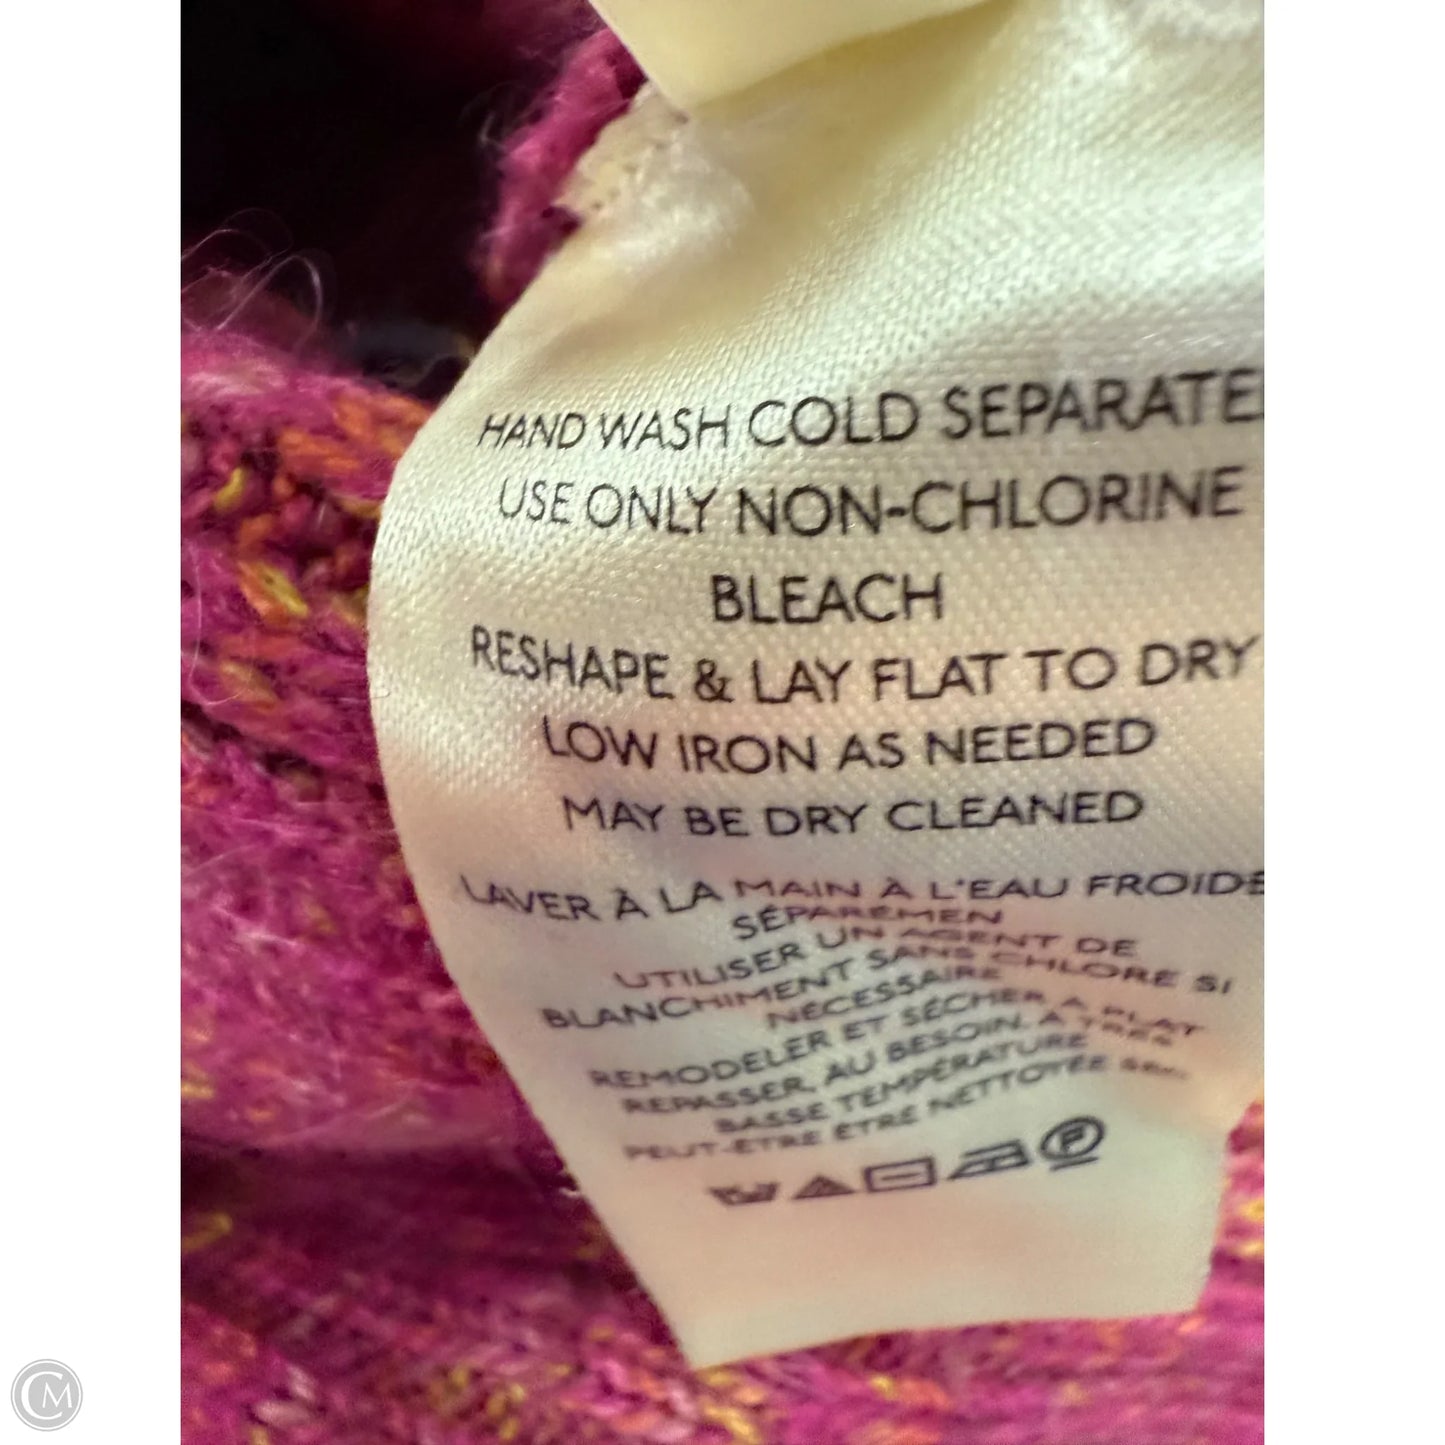 HAND WASH COLD SEPARATE
USE ONLY NON-CHLORINE
BLEACH
RESHAPE & LAY FLAT TO DRY
LOW IRON AS NEEDED
MAY BE DRY CLEANED
LAVER À LA MAIN À L'EAU FROIDE
SÉPARÉMEN
UTILISER UN AGENT DE
BLANCHIMENT SANS CHLORE SI
NÉCESSAIRE
REMODELER ET SÉCHER A PLAT
REPASSER, AU BESOIN, A TRES
BASSE TEMPÉRATURE
PEUT-ÊTRE ÊTRE NETTOYÉE
P
CM